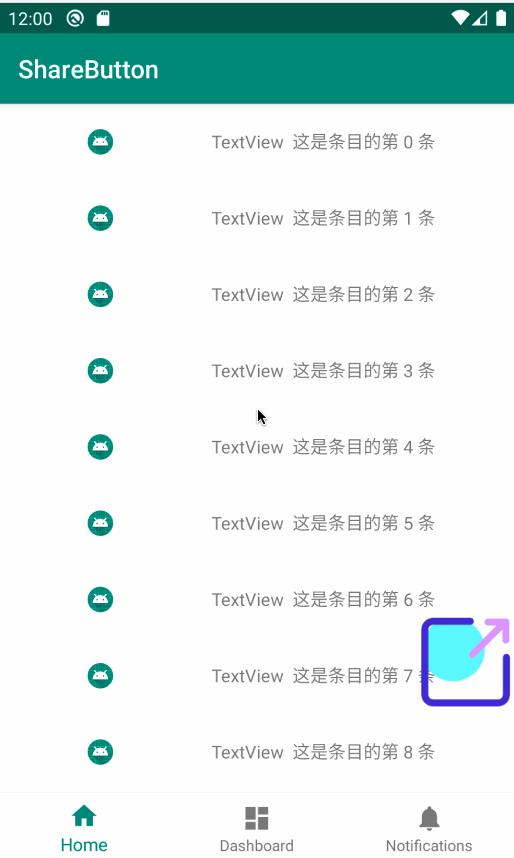 12:00
ShareButton
TextView 这是条目的第 0 条
TextView 这是条目的第 1 条
TextView 这是条目的第 2 条
TextView 这是条目的第 3 条
TextView 这是条目的第 4 条
TextView 这是条目的第 5 条
TextView 这是条目的第 6 条
TextView 这是条目的第 7 条
TextView 这是条目的第 8 条
Home Dashboard Notifications